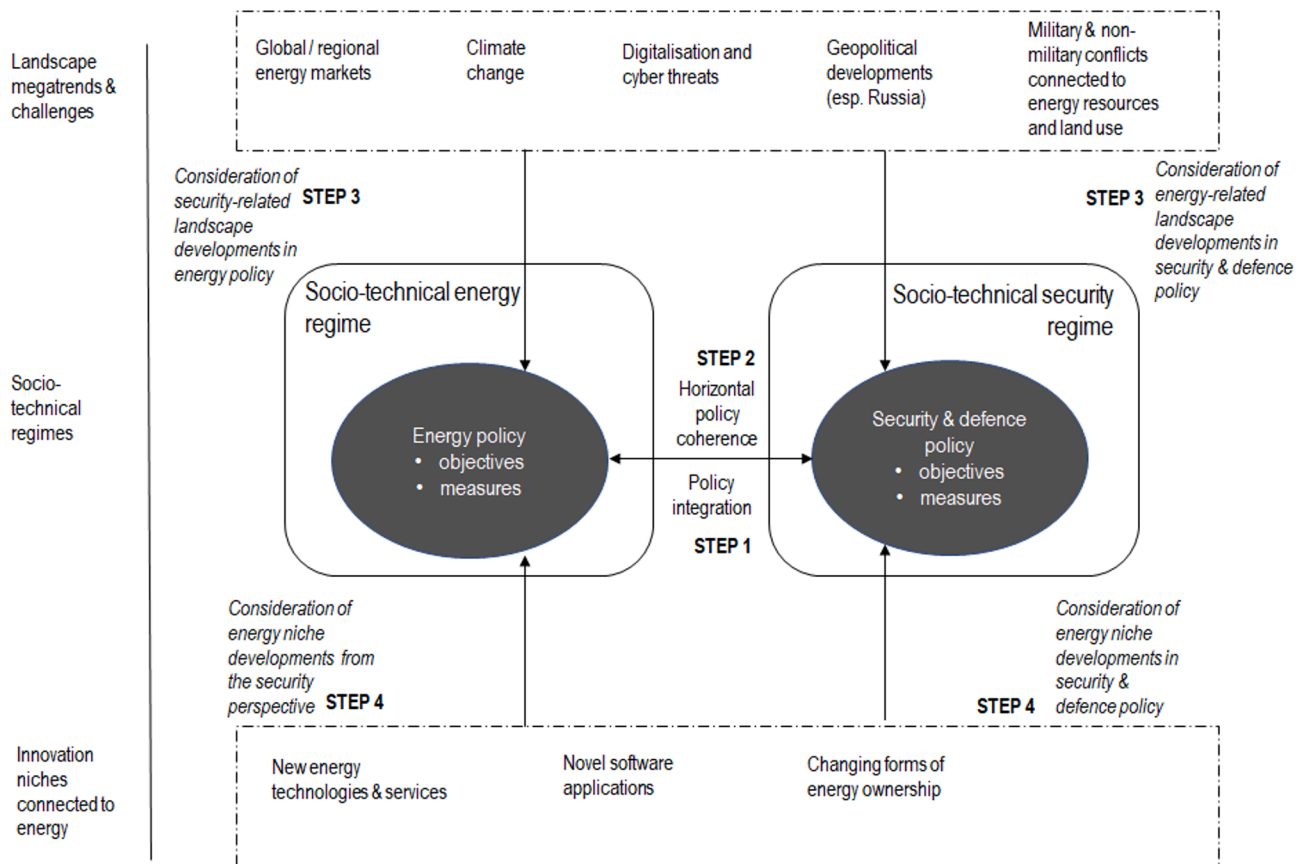 Landscape
megatrends &
challenges
Global / regional
energy markets
Climate
change
Digitalisation and
cyber threats
Geopolitical
developments
(esp. Russia)
Military & non-
military conflicts
connected to
energy resources
and land use
Consideration of
security-related
landscape
developments in
energy policy
STEP 3
STEP 3
Consideration of
energy-related
landscape
developments in
security & defence
policy
Socio-
technical
regimes
Socio-technical energy
regime
Energy policy
• objectives
• measures
STEP 2
Horizontal
policy
coherence
Policy
integration
STEP 1
Socio-technical security
regime
Security & defence
policy
• objectives
• measures
Consideration of
energy niche
developments from
the security
perspective
STEP 4
STEP 4
Consideration of
energy niche
developments in
security &
defence policy
Innovation
niches
connected to
energy
New energy
technologies & services
Novel software
applications
Changing forms of
energy ownership